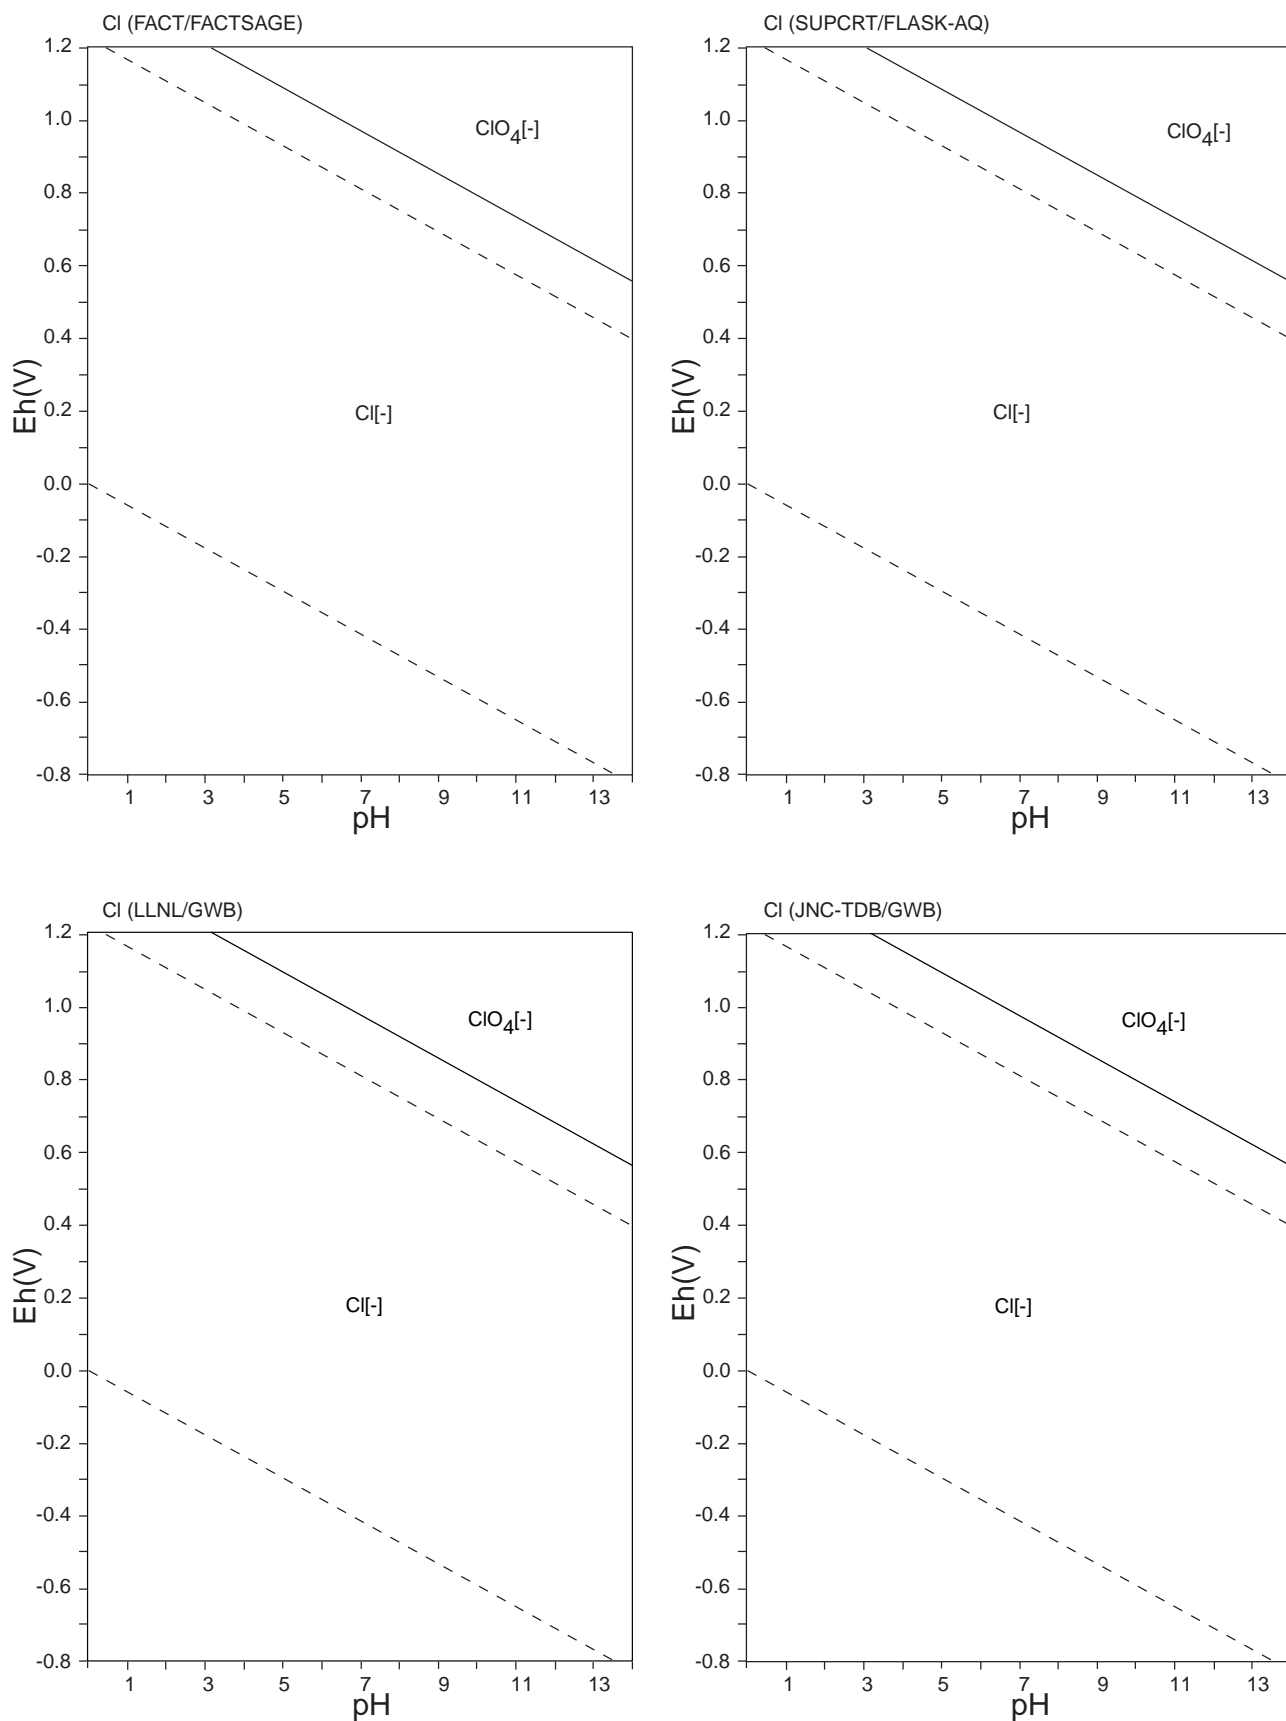 Cl (FACT/FACTSAGE)
1.2
1.0
0.8
0.6
0.4
0.2
0.0
-0.2
-0.4
-0.6
-0.8
Eh(V)
ClO4[-]
Cl[-]
1 3 5 7 9 11 13
pH
Cl (SUPCRT/FLASK-AQ)
1.2
1.0
0.8
0.6
0.4
0.2
0.0
-0.2
-0.4
-0.6
-0.8
Eh(V)
ClO4[-]
Cl[-]
1 3 5 7 9 11 13
pH
Cl (LLNL/GWB)
1.2
1.0
0.8
0.6
0.4
0.2
0.0
-0.2
-0.4
-0.6
-0.8
Eh(V)
ClO4[-]
Cl[-]
1 3 5 7 9 11 13
pH
Cl (JNC-TDB/GWB)
1.2
1.0
0.8
0.6
0.4
0.2
0.0
-0.2
-0.4
-0.6
-0.8
Eh(V)
ClO4[-]
Cl[-]
1 3 5 7 9 11 13
pH